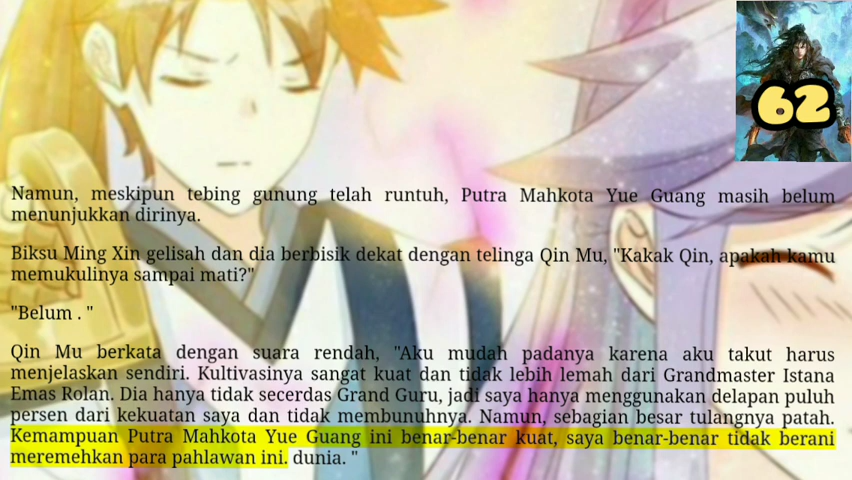 62
Namun, meskipun tebing gunung telah runtuh, Putra Mahkota Yue Guang masih belum
menunjukkan dirinya.
Biksu Ming Xin gelisah dan dia berbisik dekat dengan telinga Qin Mu, "Kakak Qin, apakah kamu
memukulinya sampai mati?"
"Belum . "
Qin Mu berkata dengan suara rendah, "Aku mudah padanya karena aku takut harus
menjelaskan sendiri. Kultivasinya sangat kuat dan tidak lebih lemah dari Grandmaster Istana
Emas Rolan. Dia hanya tidak secerdas Grand Guru, jadi saya hanya menggunakan delapan puluh
persen dari kekuatan saya dan tidak membunuhnya. Namun, sebagian besar tulangnya patah.
Kemampuan Putra Mahkota Yue Guang ini benar-benar kuat, saya benar-benar tidak berani
meremehkan para pahlawan ini. dunia. "